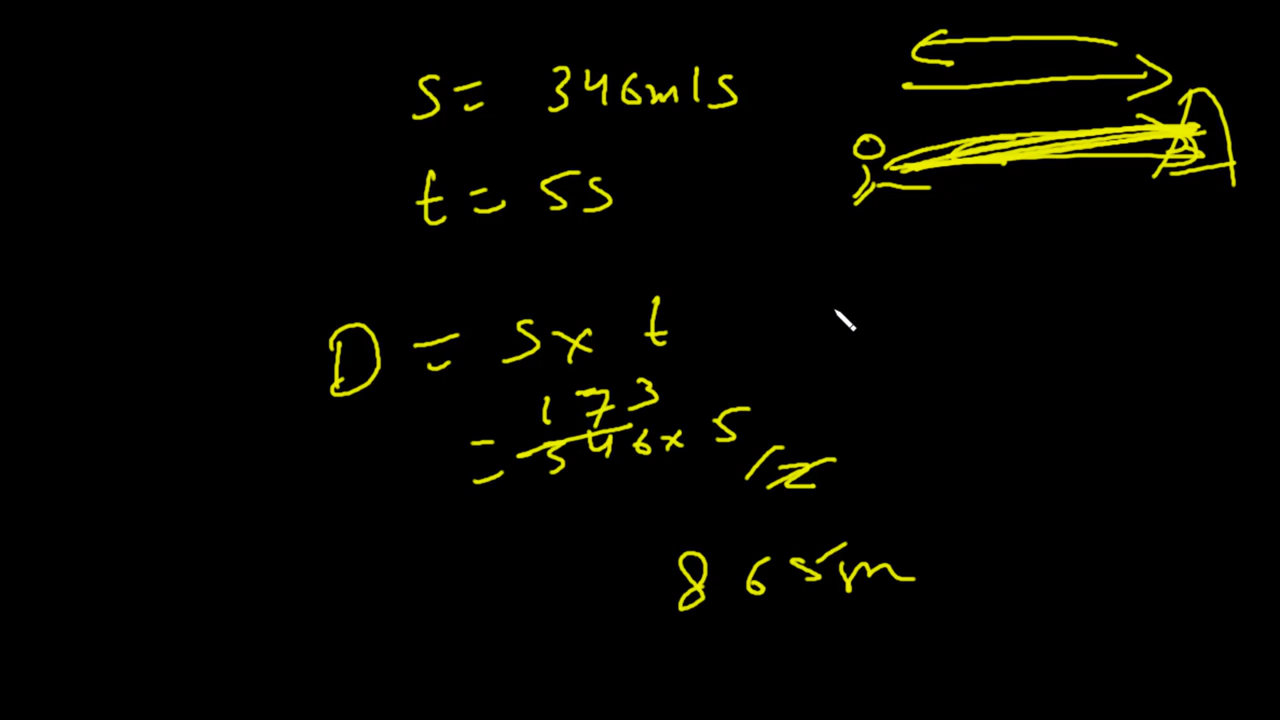 S = 346m/s
t = 5s
D = S x t
173
= 346 x 5/2
865m